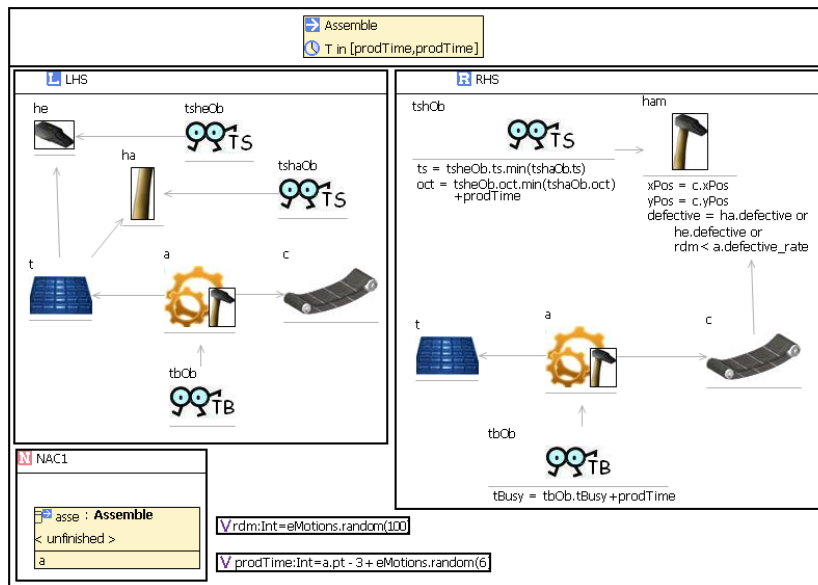 Assemble
T in [prodTime,prodTime]
L LHS
he
tsheOb
TS
ha
tshaOb
TS
t
a
c
tbOb
TB
R RHS
tshOb
TS
ham
ts = tsheOb.ts.min(tshaOb.ts)
oct = tsheOb.oct.min(tshaOb.oct)
+prodTime
xPos = c.xPos
yPos = c.yPos
defective = ha.defective or
he.defective or
rdm < a.defective_rate
t
a
c
tbOb
TB
tBusy = tbOb.tBusy+prodTime
N NAC1
asse : Assemble
< unfinished >
a
V rdm:Int=eMotions.random(100)
V prodTime:Int=a.pt - 3 + eMotions.random(6)